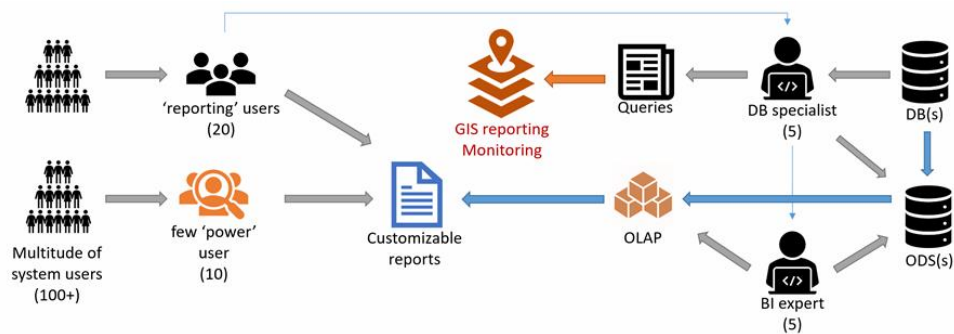 'reporting' users
(20)
GIS reporting
Monitoring
Queries
</>
DB specialist
(5)
DB(s)
Multitude of
system users
(100+)
few 'power'
user
(10)
Customizable
reports
OLAP
</>
BI expert
(5)
ODS(s)